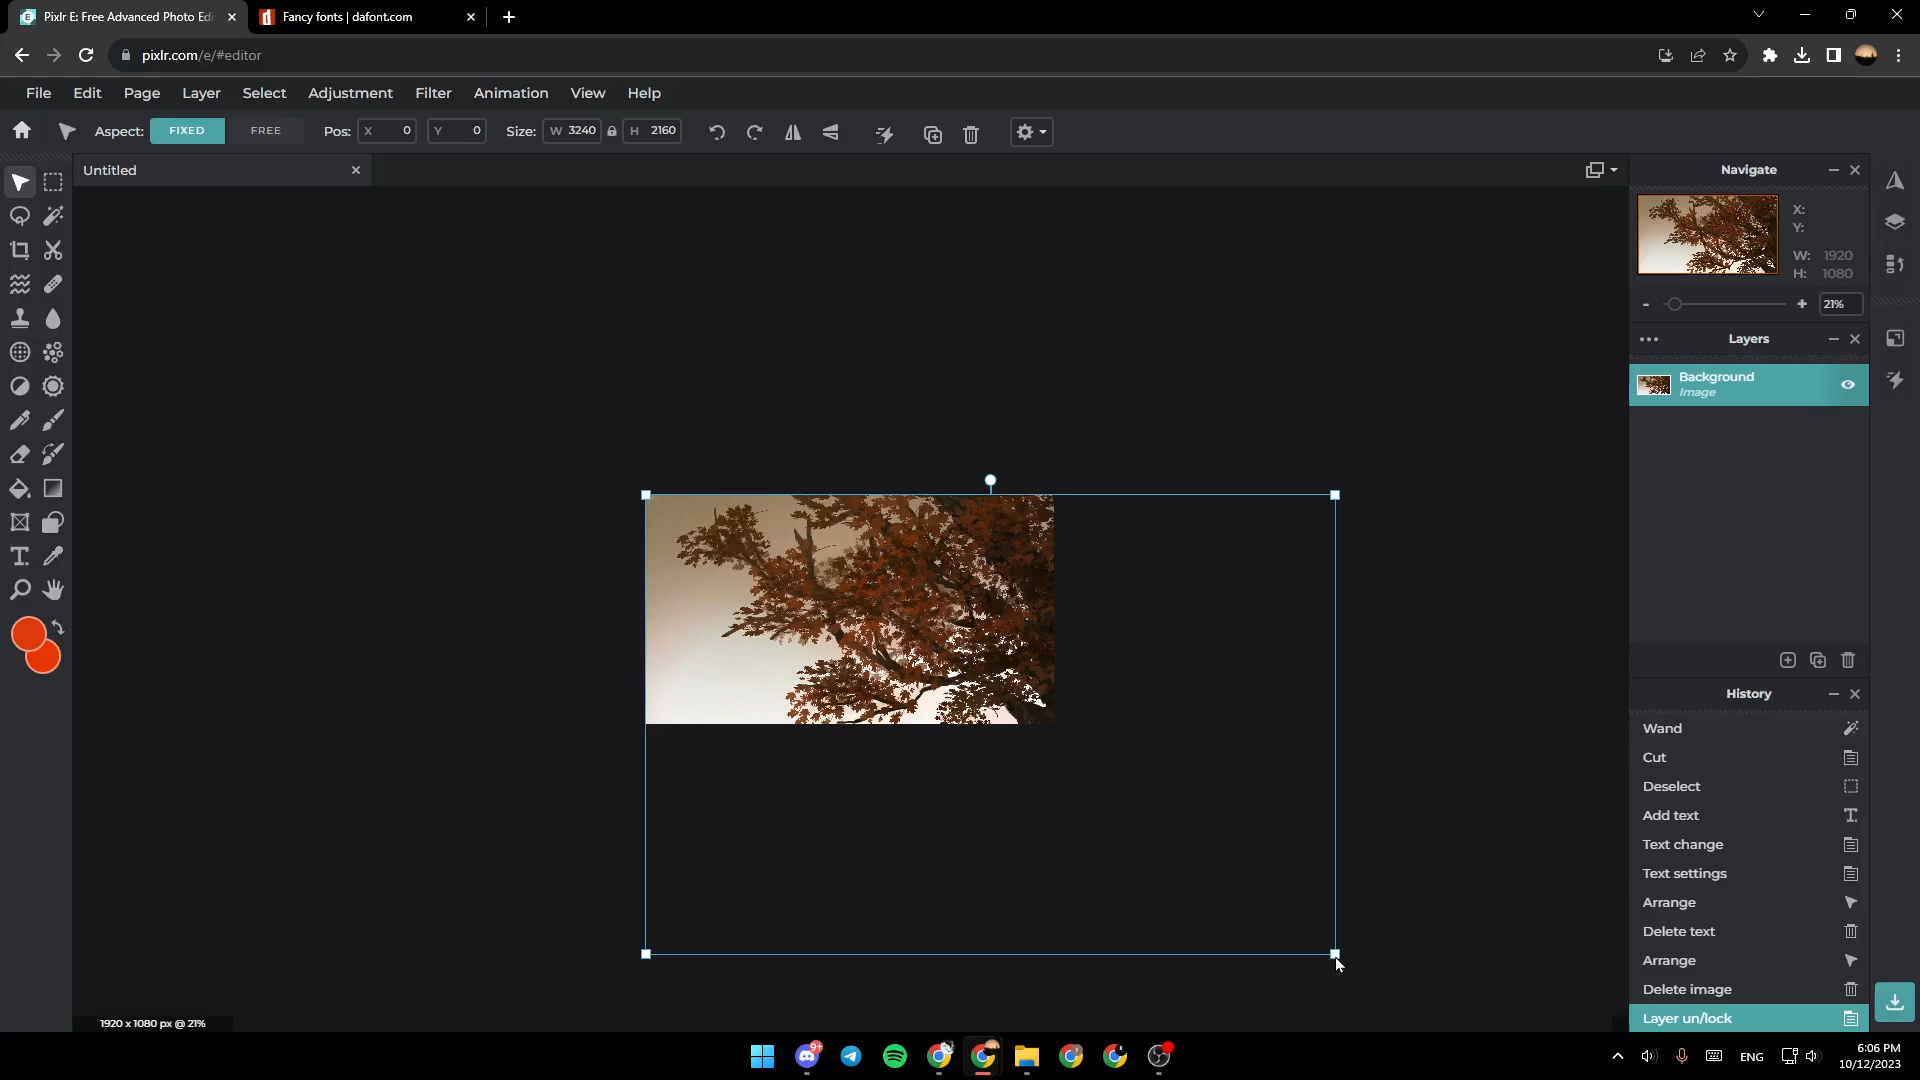 Pixlr E: Free Advanced Photo Edi
Fancy fonts | dafont.com
pixlr.com/e/#editor
File Edit Page Layer Select Adjustment Filter Animation View Help
Aspect: FIXED FREE Pos: X 0 Y 0 Size: W 3240 H 2160
Untitled
Navigate
X:
Y:
W: 1920
H: 1080
- + 21%
Layers
Background
Image
History
Wand
Cut
Deselect
Add text
Text change
Text settings
Arrange
Delete text
Arrange
Delete image
Layer un/lock
1920 x 1080 px @ 21%
9+
ENG
6:06 PM
10/12/2023